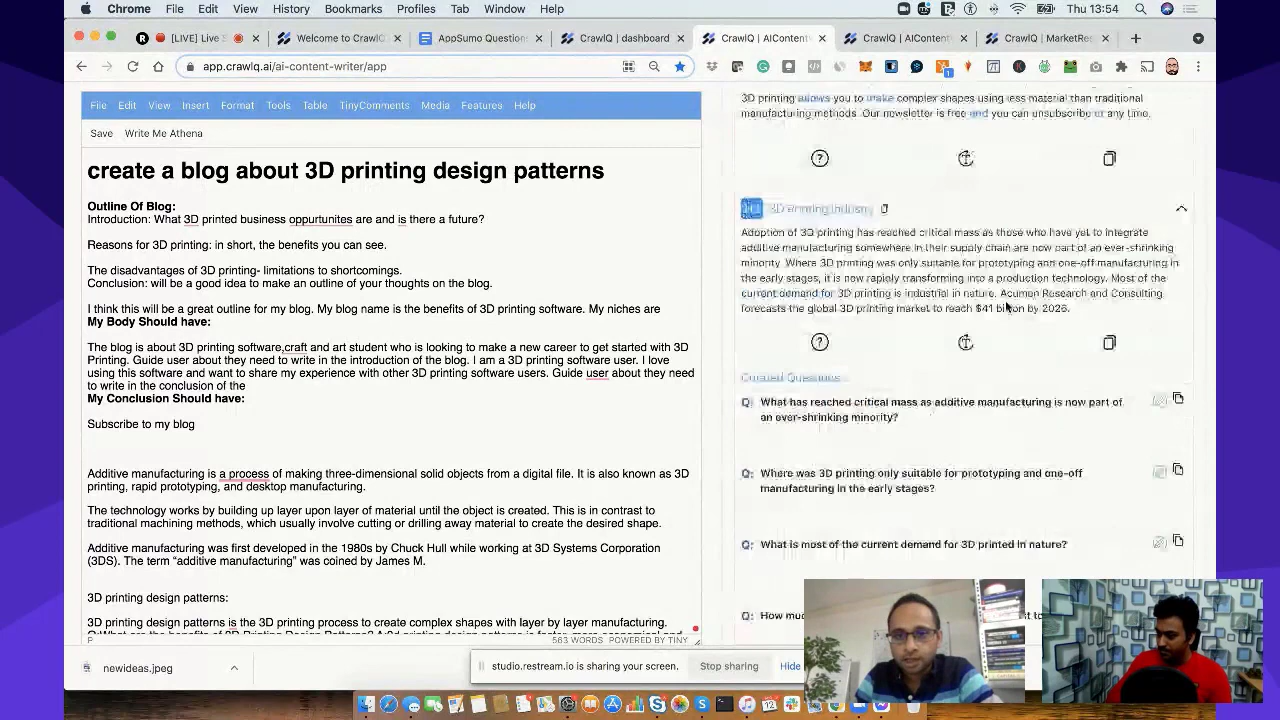 Chrome File Edit View History Bookmarks Profiles Tab Window Help Thu 13:54
[LIVE] Live S Welcome to CrawlQ AppSumo Question CrawlQ | dashboard CrawlQ | AIContent CrawlQ | AIConten CrawlQ | MarketRes
app.crawlq.ai/ai-content-writer/app
File Edit View Insert Format Tools Table TinyComments Media Features Help
Save Write Me Athena
create a blog about 3D printing design patterns
Outline Of Blog:
Introduction: What 3D printed business oppurtunites are and is there a future?
Reasons for 3D printing: in short, the benefits you can see.
The disadvantages of 3D printing- limitations to shortcomings.
Conclusion: will be a good idea to make an outline of your thoughts on the blog.
I think this will be a great outline for my blog. My blog name is the benefits of 3D printing software. My niches are
My Body Should have:
The blog is about 3D printing software,craft and art student who is looking to make a new career to get started with 3D
Printing. Guide user about they need to write in the introduction of the blog. I am a 3D printing software user. I love
using this software and want to share my experience with other 3D printing software users. Guide user about they need
to write in the conclusion of the
My Conclusion Should have:
Subscribe to my blog
Additive manufacturing is a process of making three-dimensional solid objects from a digital file. It is also known as 3D
printing, rapid prototyping, and desktop manufacturing.
The technology works by building up layer upon layer of material until the object is created. This is in contrast to
traditional machining methods, which usually involve cutting or drilling away material to create the desired shape.
Additive manufacturing was first developed in the 1980s by Chuck Hull while working at 3D Systems Corporation
(3DS). The term "additive manufacturing" was coined by James M.
3D printing design patterns:
3D printing design patterns is the 3D printing process to create complex shapes with layer by layer manufacturing.
P 563 WORDS POWERED BY TINY
3D printing allows you to make complex shapes using less material than traditional
manufacturing methods. Our newsletter is free and you can unsubscribe at any time.
3D Printing Industry
Adoption of 3D printing has reached critical mass as those who have yet to integrate
additive manufacturing somewhere in their supply chain are now part of an ever-shrinking
minority. Where 3D printing was only suitable for prototyping and one-off manufacturing in
the early stages, it is now rapidly transforming into a production technology. Most of the
current demand for 3D printing is industrial in nature. Acumen Research and Consulting
forecasts the global 3D printing market to reach $41 billion by 2026.
Curated Questions
Q: What has reached critical mass as additive manufacturing is now part of
an ever-shrinking minority?
Q: Where was 3D printing only suitable for prototyping and one-off
manufacturing in the early stages?
Q: What is most of the current demand for 3D printed in nature?
Q: How muc
newideas.jpeg
studio.restream.io is sharing your screen. Stop sharing Hide